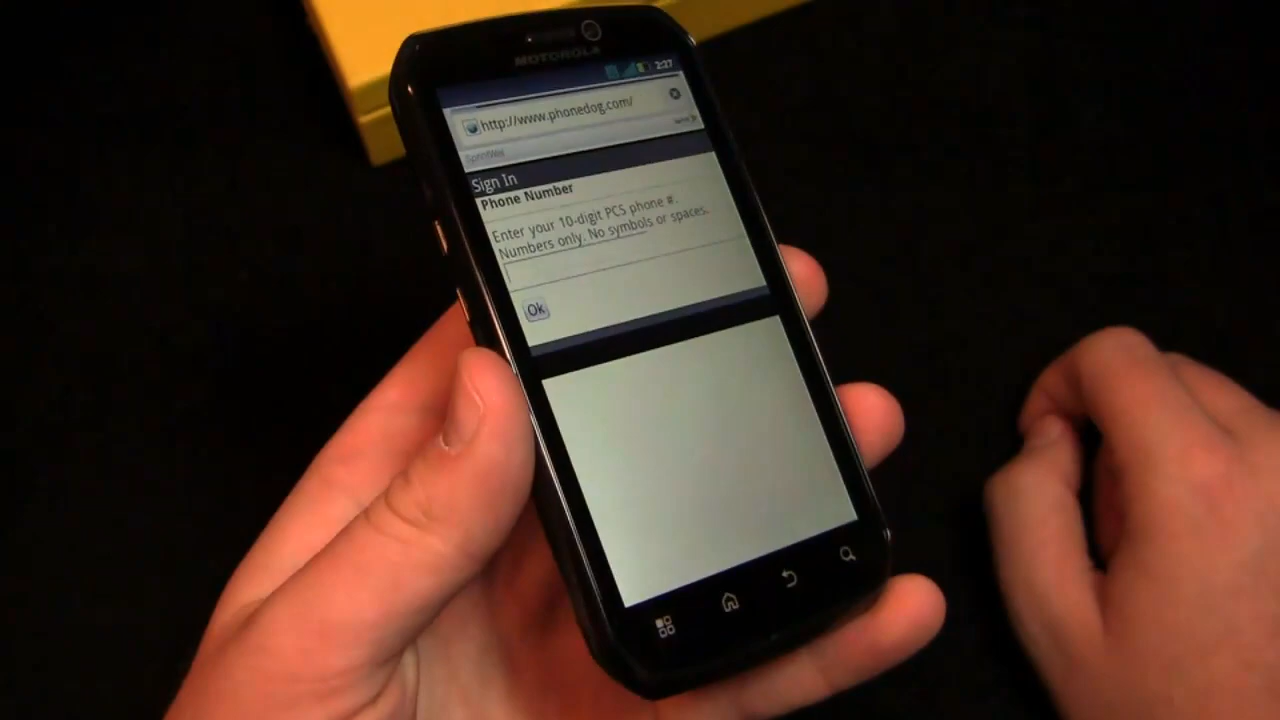 MOTOROLA
2:27
http://www.phonedog.com/
SprintWeb
Sign In
Phone Number
Enter your 10-digit PCS phone #.
Numbers only. No symbols or spaces.
Ok